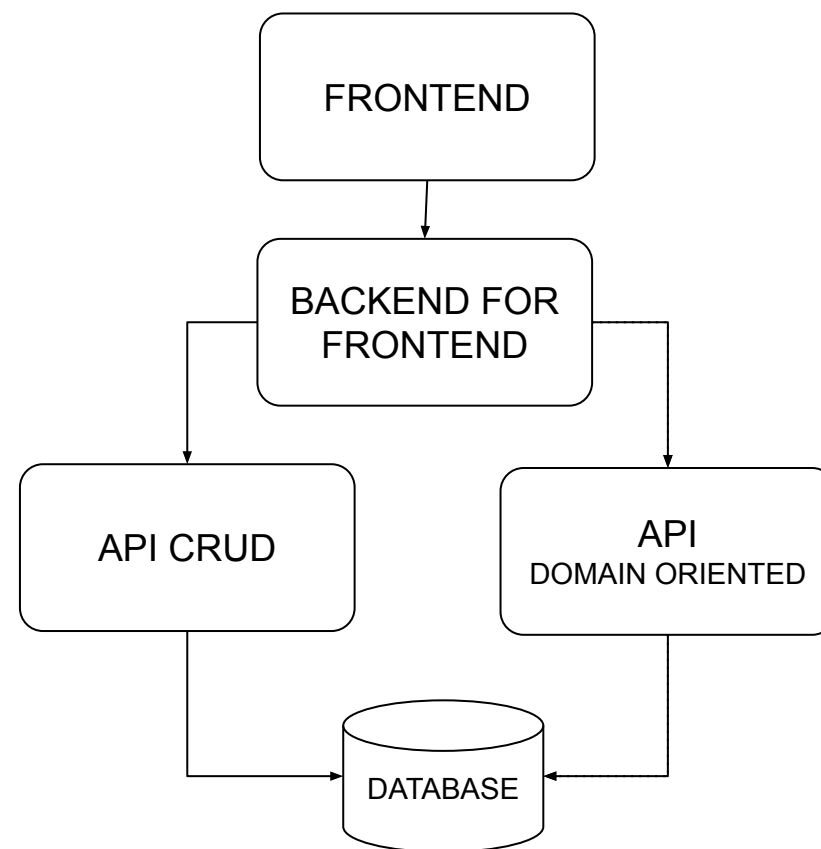 FRONTEND
BACKEND FOR
FRONTEND
API CRUD
API
DOMAIN ORIENTED
DATABASE